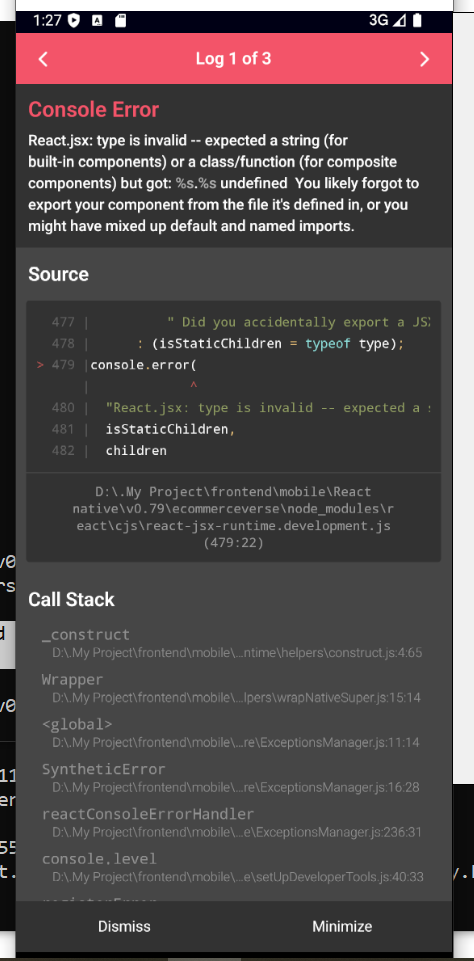 1:27 A 3G
Log 1 of 3
Console Error
React.jsx: type is invalid -- expected a string (for
built-in components) or a class/function (for composite
components) but got: %s.%s undefined  You likely forgot to
export your component from the file it's defined in, or you
might have mixed up default and named imports.
Source
477 | " Did you accidentally export a JSX
478 | : (isStaticChildren = typeof type);
> 479 |console.error(
| ^
480 | "React.jsx: type is invalid -- expected a s
481 | isStaticChildren,
482 | children
D:\.My Project\frontend\mobile\React
native\v0.79\ecommerceverse\node_modules\r
eact\cjs\react-jsx-runtime.development.js
(479:22)
Call Stack
_construct
D:\.My Project\frontend\mobile\...ntime\helpers\construct.js:4:65
Wrapper
D:\.My Project\frontend\mobile\...lpers\wrapNativeSuper.js:15:14
<global>
D:\.My Project\frontend\mobile\...re\ExceptionsManager.js:11:14
SyntheticError
D:\.My Project\frontend\mobile\...re\ExceptionsManager.js:16:28
reactConsoleErrorHandler
D:\.My Project\frontend\mobile\...e\ExceptionsManager.js:236:31
console.level
D:\.My Project\frontend\mobile\...e\setUpDeveloperTools.js:40:33
registerError
Dismiss
Minimize